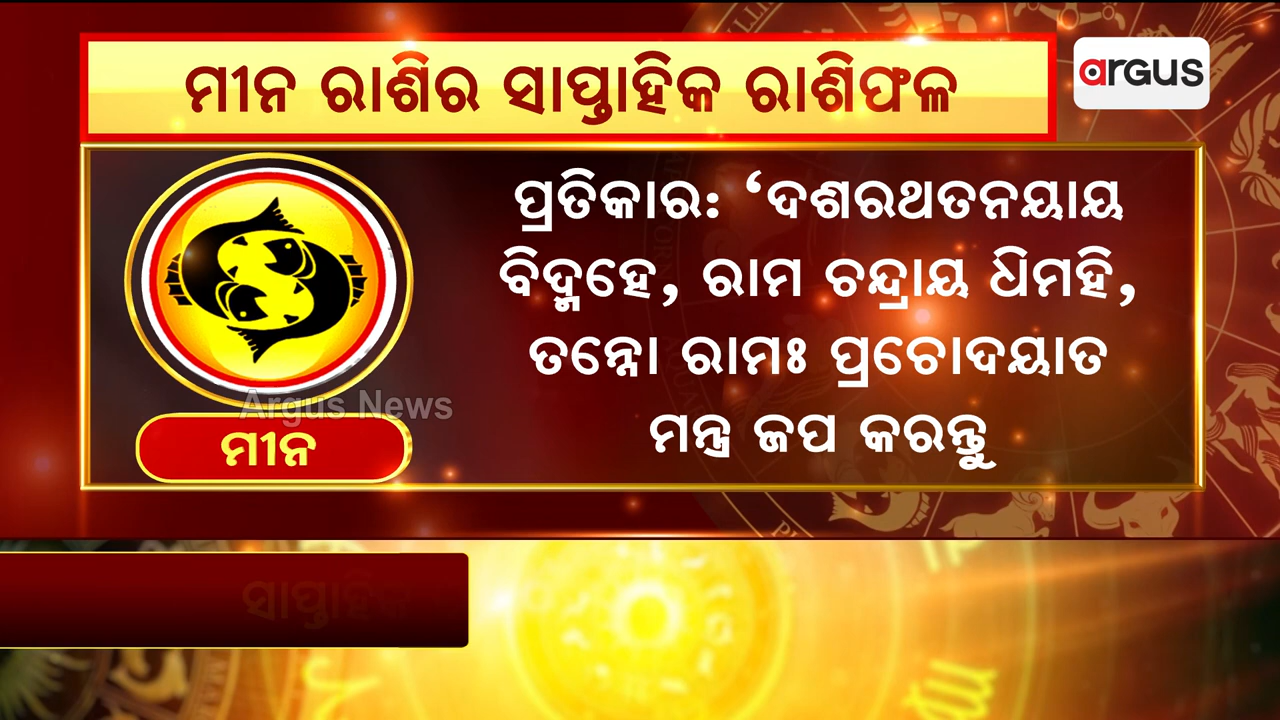 ମୀନ ରାଶିର ସାପ୍ତାହିକ ରାଶିଫଳ
argus
ପ୍ରତିକାର: ‘ଦଶରଥତନୟାୟ
ବିଦ୍ମହେ, ରାମ ଚନ୍ଦ୍ରାୟ ଧିମହି,
ତନ୍ନୋ ରାମଃ ପ୍ରଚୋଦୟାତ
ମନ୍ତ୍ର ଜପ କରନ୍ତୁ
Argus News
ମୀନ
ସାପ୍ତାହିକ